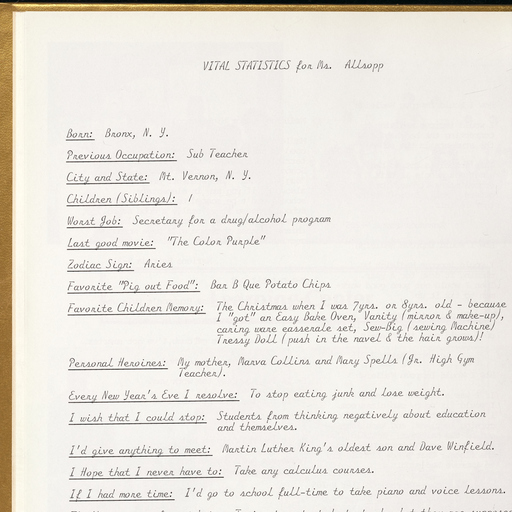 VITAL STATISTICS for Ms. Allsopp
Born: Bronx, N. Y.
Previous Occupation: Sub Teacher
City and State: Mt. Vernon, N. Y.
Children (Siblings): 1
Worst Job: Secretary for a drug/alcohol program
Last good movie: "The Color Purple"
Zodiac Sign: Aries
Favorite "Pig out Food": Bar B Que Potato Chips
Favorite Children Memory: The Christmas when I was 7yrs. or 8yrs. old - because
I "got" an Easy Bake Oven, Vanity (mirror & make-up),
caring ware casserale set, Sew-Big (sewing Machine)
Tressy Doll (push in the navel & the hair grows)!
Personal Heroines: My mother, Marva Collins and Mary Spells (Jr. High Gym
Teacher).
Every New Year's Eve I resolve: To stop eating junk and lose weight.
I wish that I could stop: Students from thinking negatively about education
and themselves.
I'd give anything to meet: Martin Luther King's oldest son and Dave Winfield.
I Hope that I never have to: Take any calculus courses.
If I had more time: I'd go to school full-time to take piano and voice lessons.